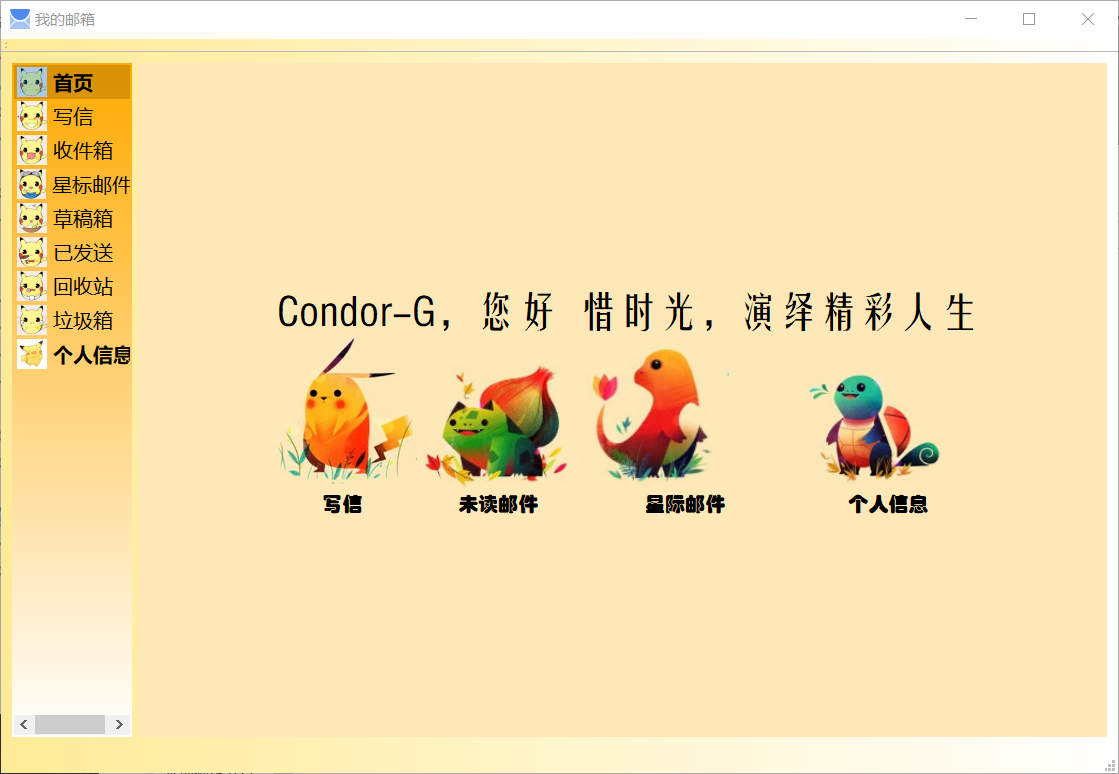 我的邮箱
首页
写信
收件箱
星标邮件
草稿箱
已发送
回收站
垃圾箱
个人信息
Condor-G，您好 惜时光，演绎精彩人生
写信 未读邮件 星际邮件 个人信息